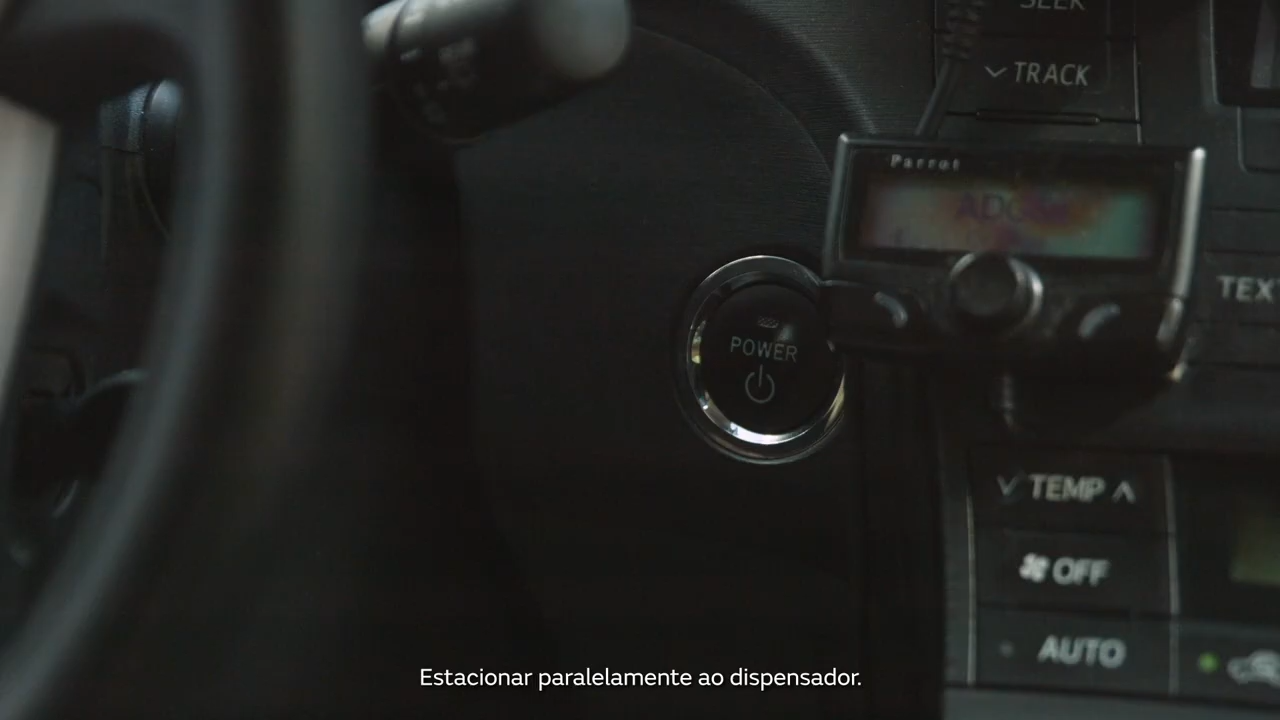 SEEK
TRACK
Parrot
TEXT
POWER
TEMP
OFF
AUTO
Estacionar paralelamente ao dispensador.